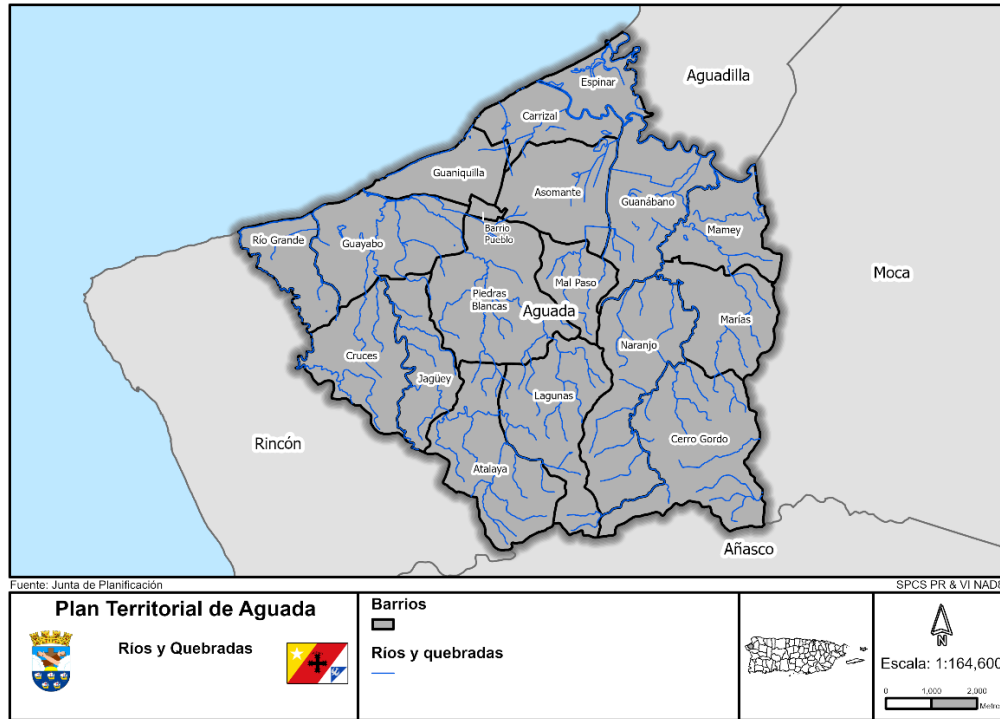 Aguadilla
Espinar
Carrizal
Guaniquilla
Asomante
Guanábano
Barrio
Pueblo
Mamey
Río Grande
Guayabo
Moca
Mal Paso
Piedras
Blancas
Aguada
Marías
Naranjo
Cruces
Jagüey
Lagunas
Rincón
Cerro Gordo
Atalaya
Añasco
Fuente: Junta de Planificación
SPCS PR & VI NAD8
Plan Territorial de Aguada
Ríos y Quebradas
Barrios
Ríos y quebradas
N
Escala: 1:164,600
0 1,000 2,000
Metro